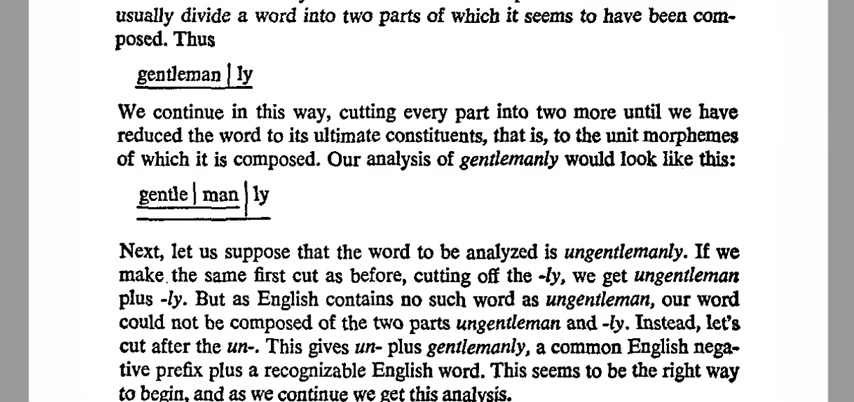 usually divide a word into two parts of which it seems to have been com-
posed. Thus
gentleman | ly
We continue in this way, cutting every part into two more until we have
reduced the word to its ultimate constituents, that is, to the unit morphemes
of which it is composed. Our analysis of gentlemanly would look like this:
gentle | man | ly
Next, let us suppose that the word to be analyzed is ungentlemanly. If we
make the same first cut as before, cutting off the -ly, we get ungentleman
plus -ly. But as English contains no such word as ungentleman, our word
could not be composed of the two parts ungentleman and -ly. Instead, let's
cut after the un-. This gives un- plus gentlemanly, a common English nega-
tive prefix plus a recognizable English word. This seems to be the right way
to begin, and as we continue we get this analysis.